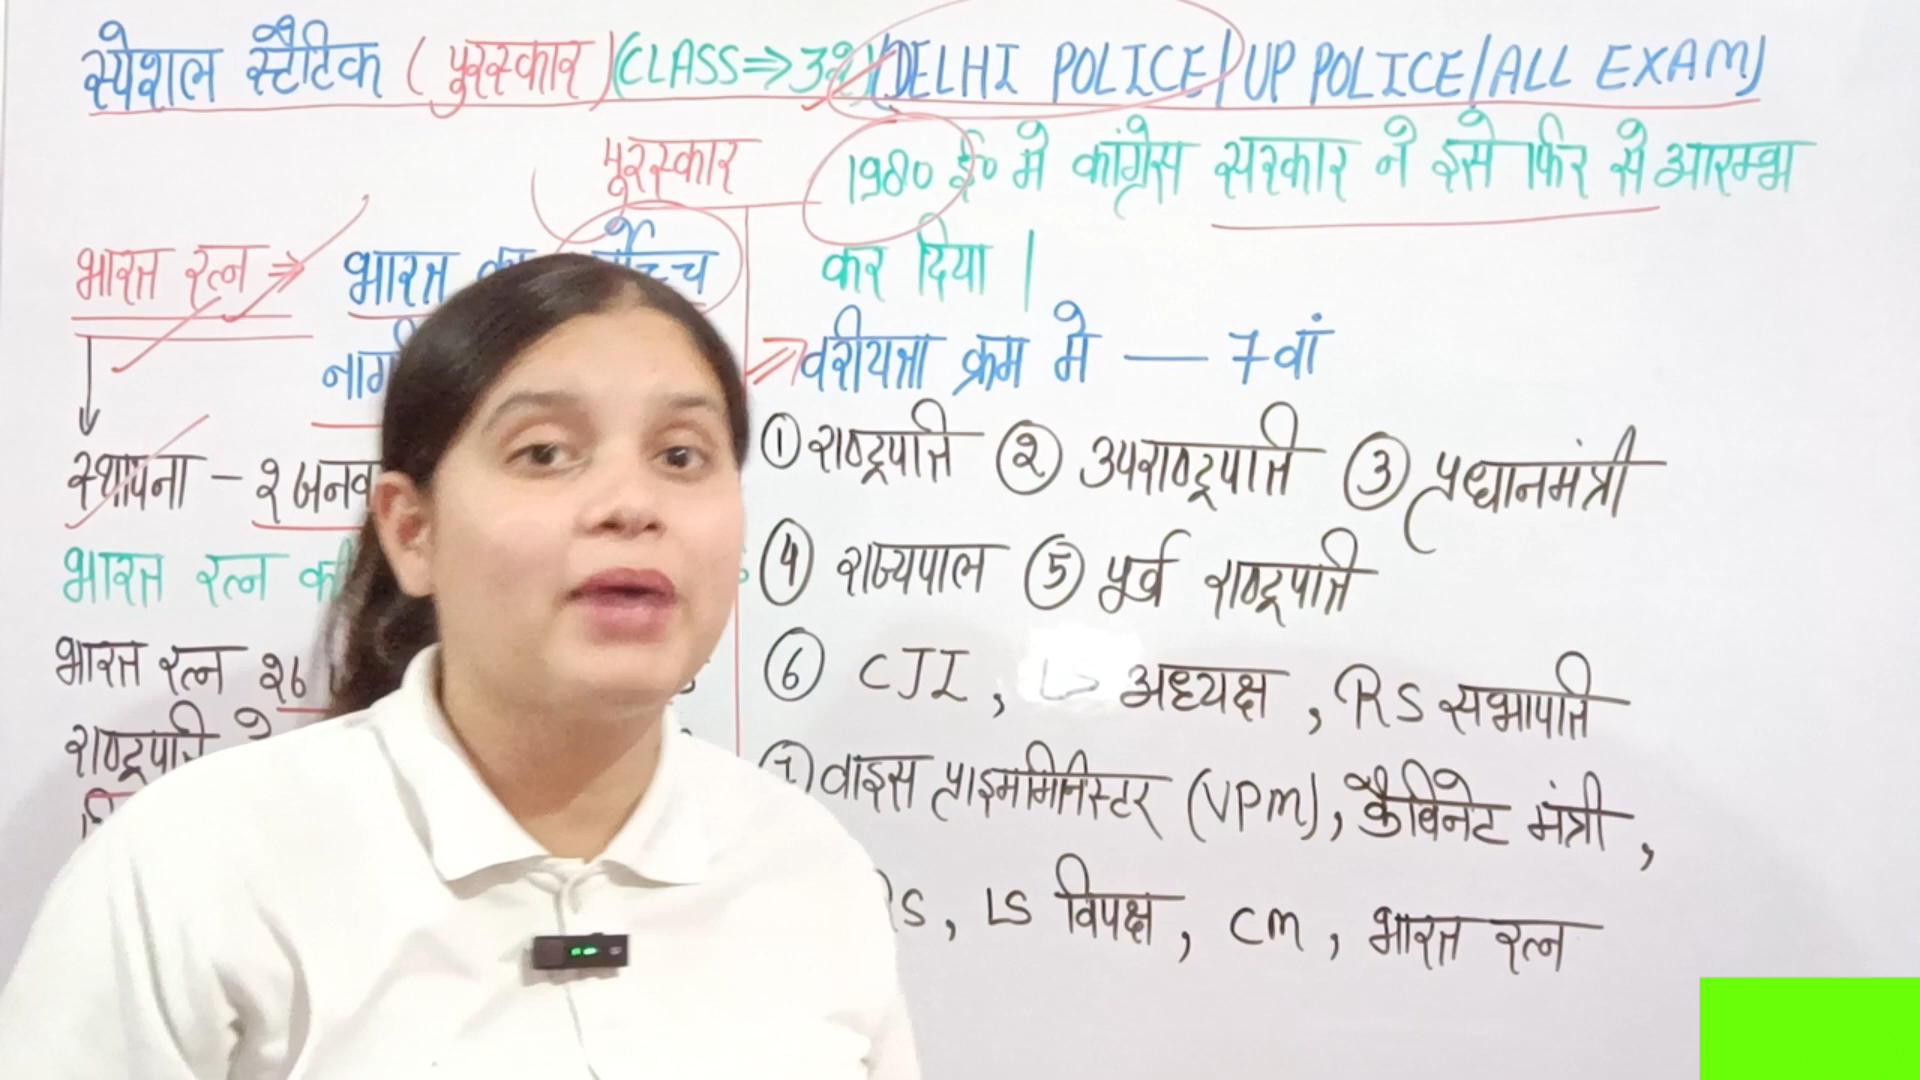 स्पेशल स्टैटिक (पुरस्कार)(CLASS⇒32)(DELHI POLICE/UP POLICE/ALL EXAM)
पुरस्कार
भारत रत्न ⇒ भारत
स्थापना - 2 जनव
भारत रत्न की
भारत रत्न 26
राष्ट्रपति
1980 ई० में कांग्रेस सरकार ने इसे फिर से आरम्भ
कर दिया |
⇒ वरीयता क्रम में — 7वां
① राष्ट्रपति ② उपराष्ट्रपति ③ प्रधानमंत्री
④ राज्यपाल ⑤ पूर्व राष्ट्रपति
⑥ CJI, LS अध्यक्ष, RS सभापति
⑦ वाइस प्राइममिनिस्टर (VPM), कैबिनेट मंत्री,
RS, LS विपक्ष, CM, भारत रत्न